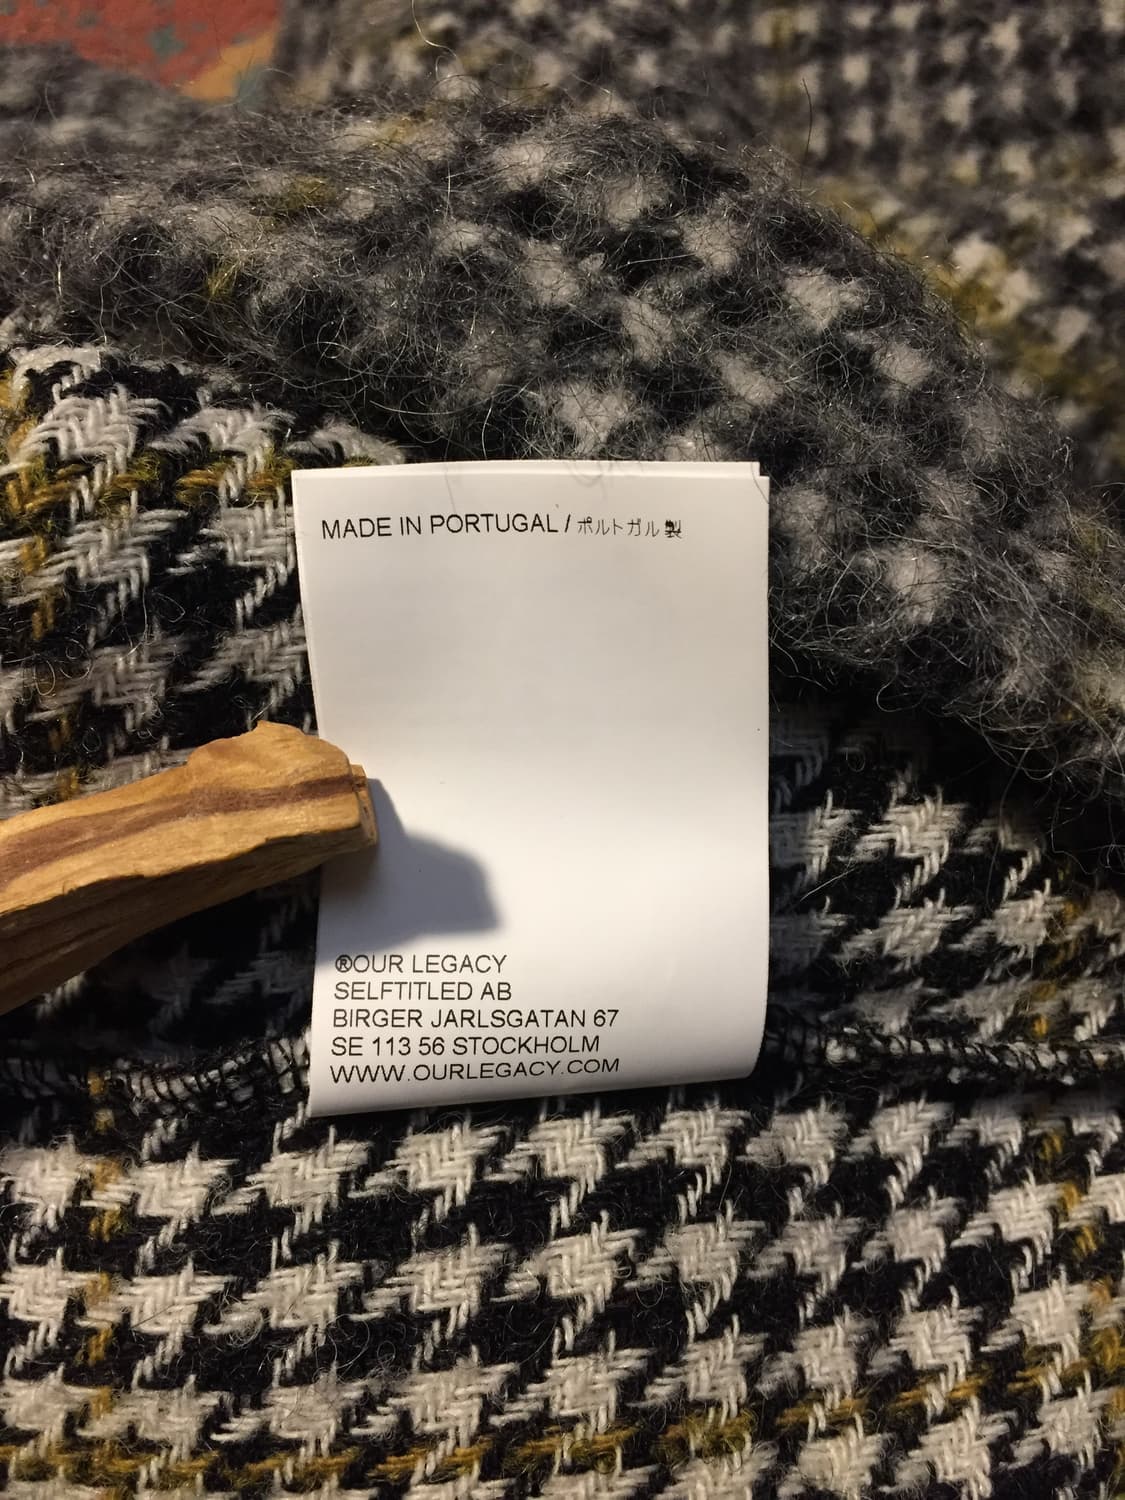 MADE IN PORTUGAL / ポルトガル製
®OUR LEGACY
SELFTITLED AB
BIRGER JARLSGATAN 67
SE 113 56 STOCKHOLM
WWW.OURLEGACY.COM